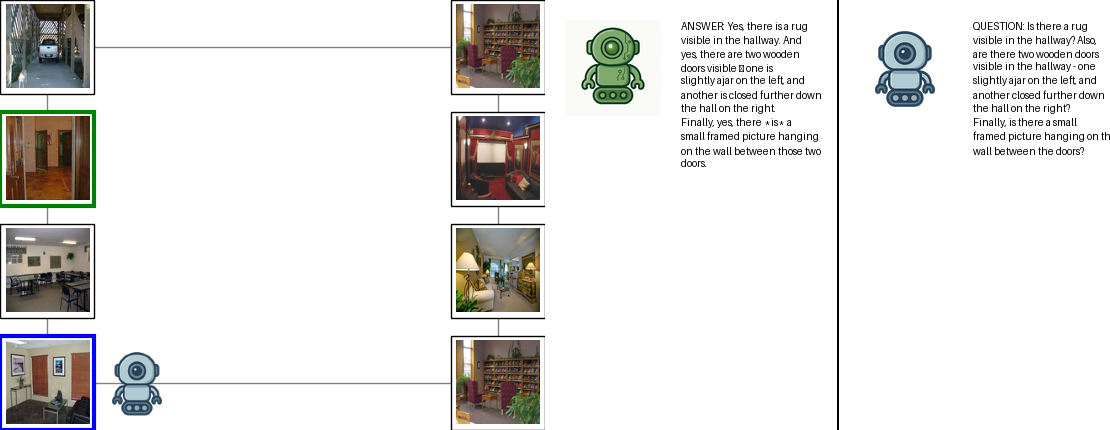 ANSWER: Yes, there is a rug
visible in the hallway. And
yes, there are two wooden
doors visible one is
slightly ajar on the left, and
another is closed further down
the hall on the right.
Finally, yes, there *is* a
small framed picture hanging
on the wall between those two
doors.
QUESTION: Is there a rug
visible in the hallway? Also,
are there two wooden doors
visible in the hallway - one
slightly ajar on the left, and
another closed further down
the hall on the right?
Finally, is there a small
framed picture hanging on th
wall between the doors?